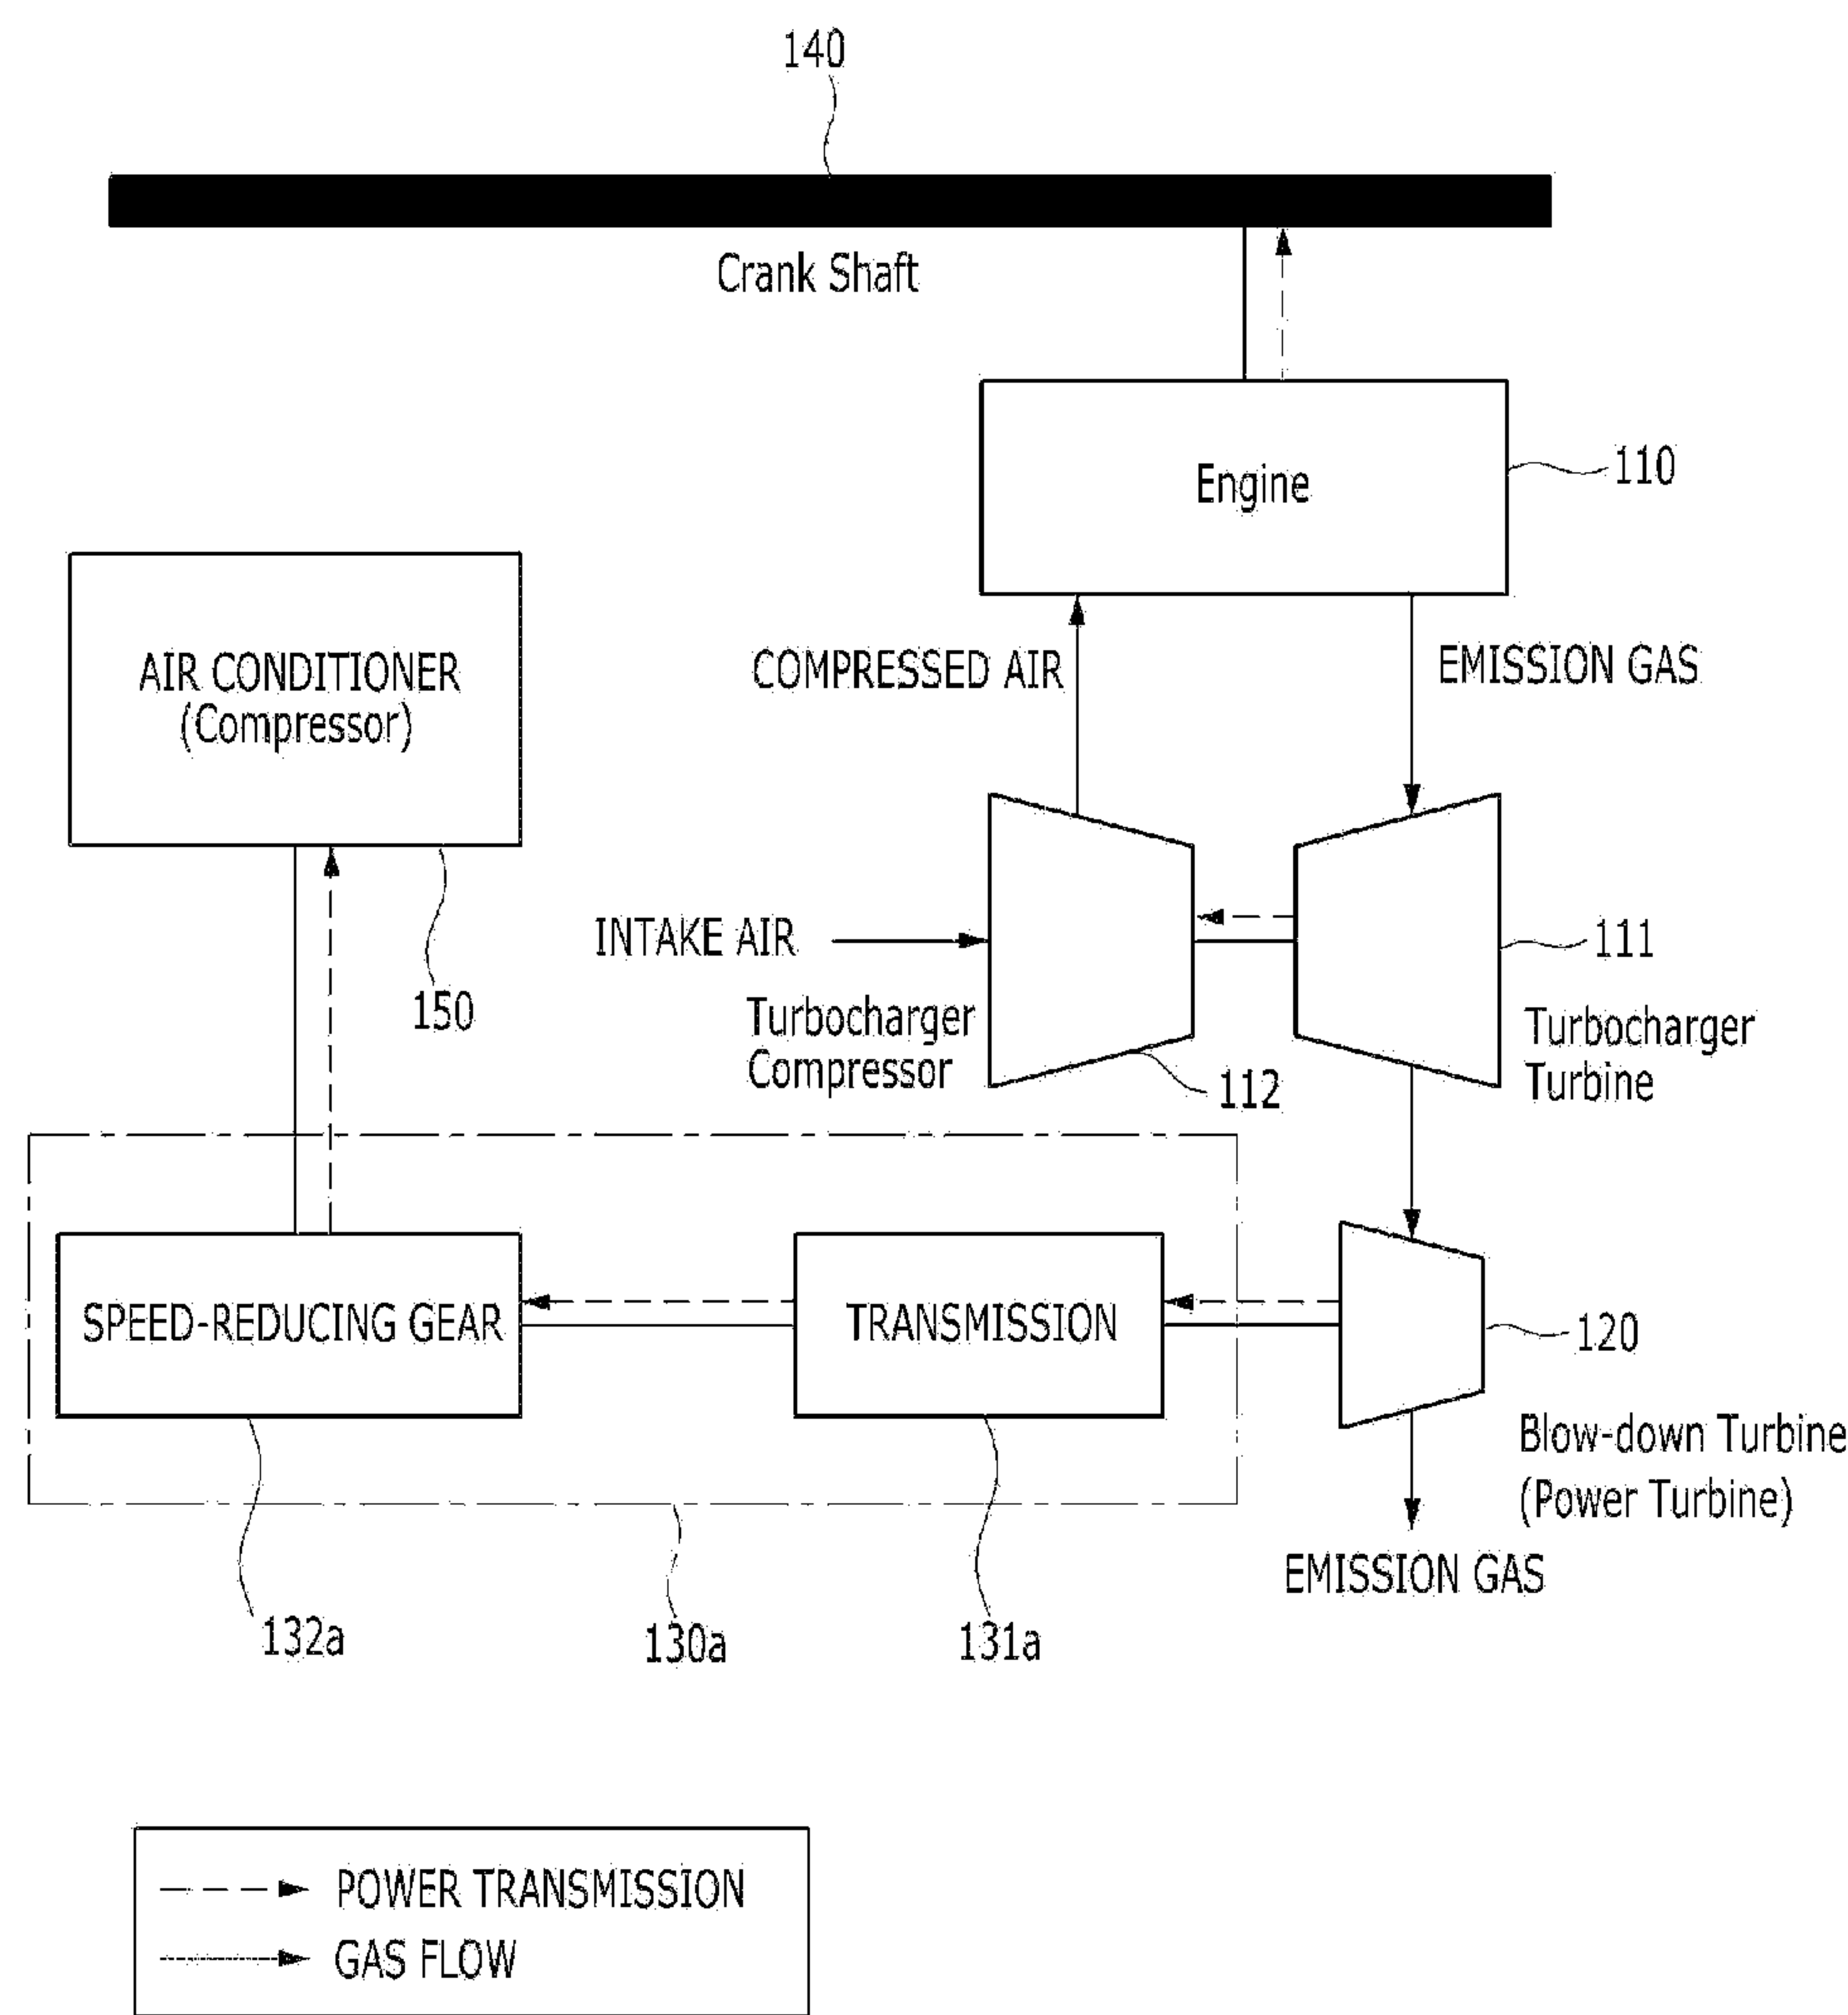 140
Crank Shaft
Engine
110
AIR CONDITIONER
(Compressor)
150
COMPRESSED AIR
EMISSION GAS
INTAKE AIR
111
Turbocharger
Compressor
112
Turbocharger
Turbine
SPEED-REDUCING GEAR
TRANSMISSION
120
Blow-down Turbine
(Power Turbine)
EMISSION GAS
132a
130a
131a
POWER TRANSMISSION
GAS FLOW